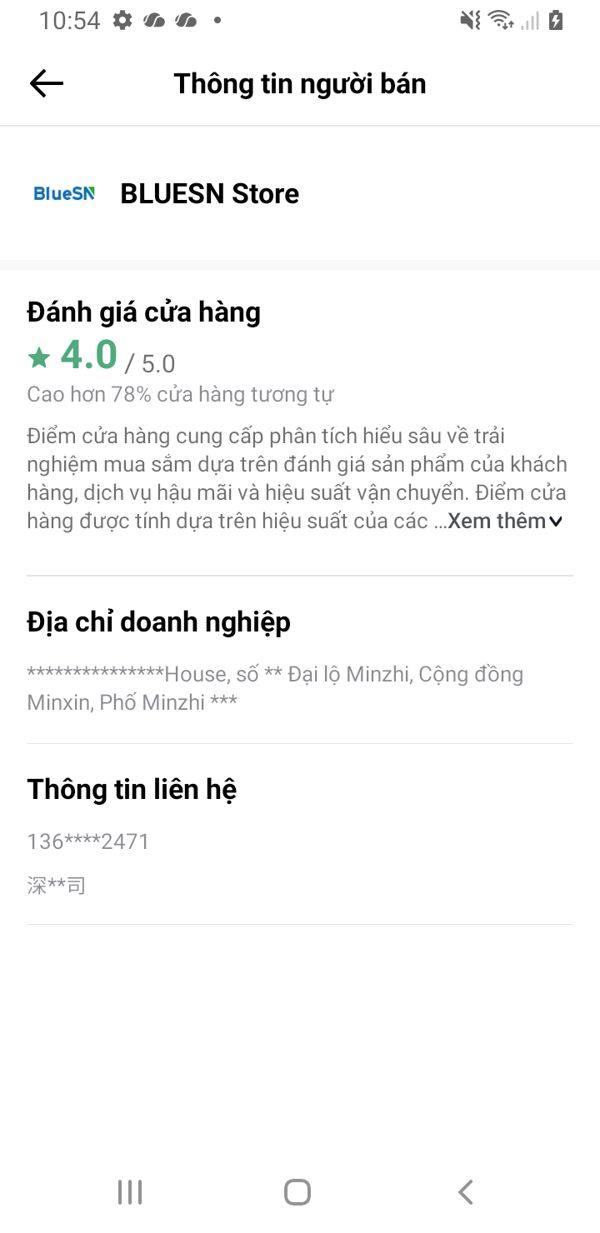 10:54
Thông tin người bán
BlueSN
BLUESN Store
Đánh giá cửa hàng
4.0 / 5.0
Cao hơn 78% cửa hàng tương tự
Điểm cửa hàng cung cấp phân tích hiểu sâu về trải
nghiệm mua sắm dựa trên đánh giá sản phẩm của khách
hàng, dịch vụ hậu mãi và hiệu suất vận chuyển. Điểm cửa
hàng được tính dựa trên hiệu suất của các ...Xem thêm
Địa chỉ doanh nghiệp
***************House, số ** Đại lộ Minzhi, Cộng đồng
Minxin, Phố Minzhi ***
Thông tin liên hệ
136****2471
深**司